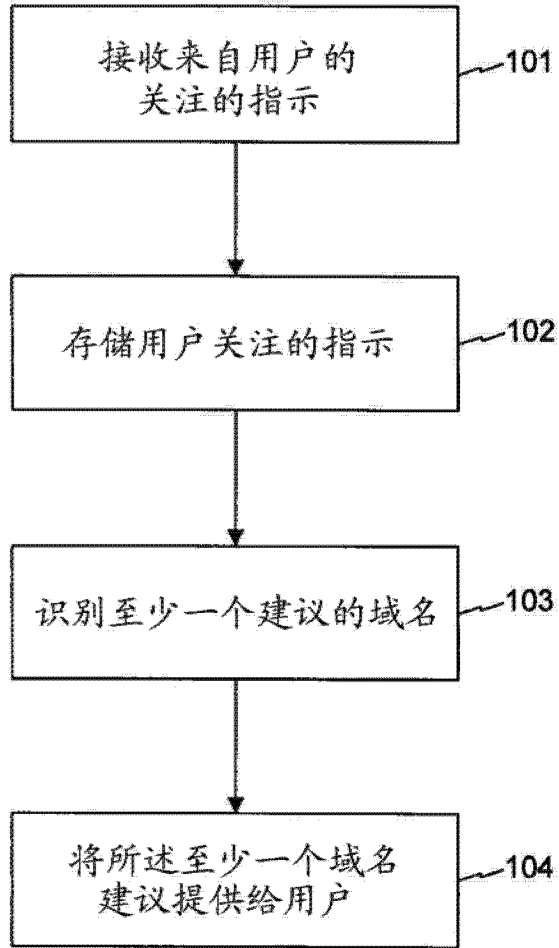 接收来自用户的
关注的指示
101
存储用户关注的指示
102
识别至少一个建议的域名
103
将所述至少一个域名
建议提供给用户
104